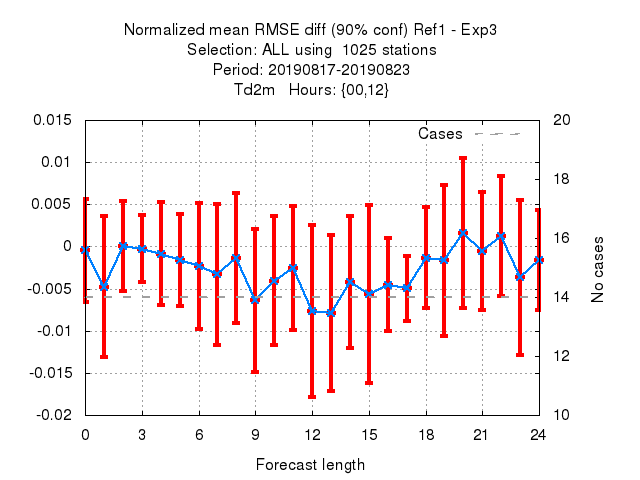 Normalized mean RMSE diff (90% conf) Ref1 - Exp3
Selection: ALL using  1025 stations
Period: 20190817-20190823
Td2m   Hours: {00,12}
Cases
0.015
0.01
0.005
0
-0.005
-0.01
-0.015
-0.02
20
18
16
14
12
10
No cases
0 3 6 9 12 15 18 21 24
Forecast length